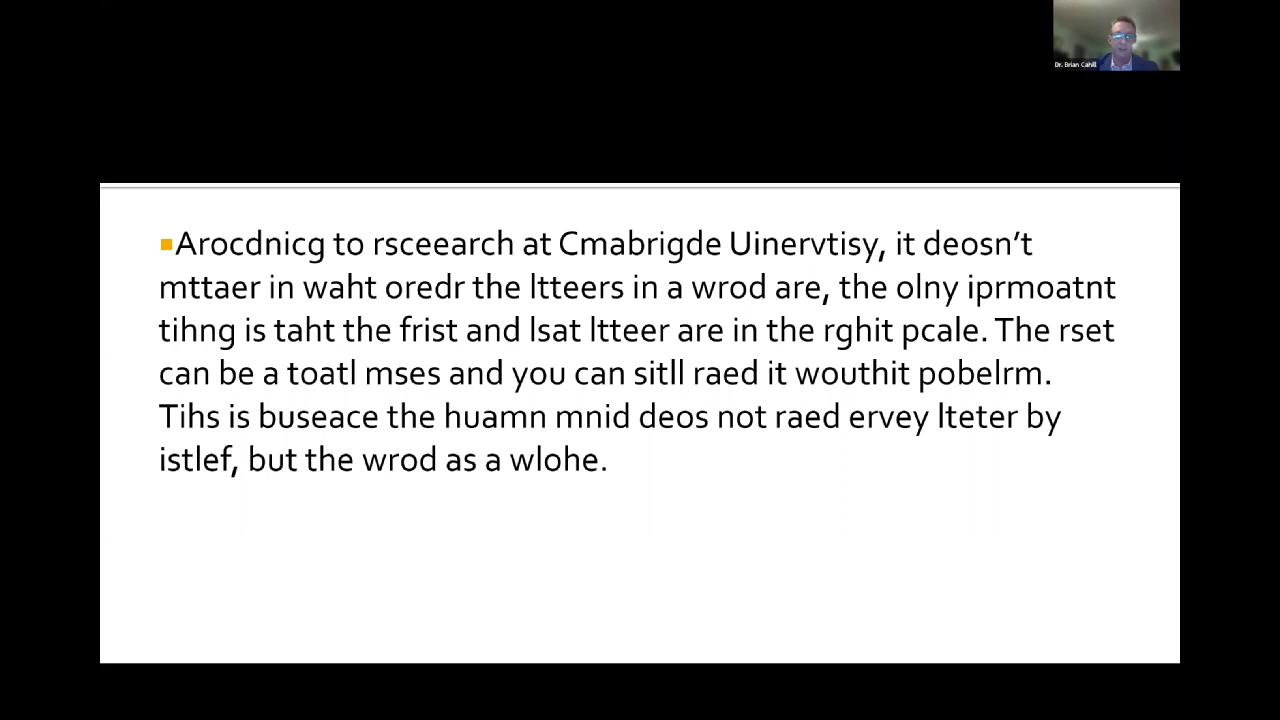 Dr. Brian Cahill
Arocdnicg to rsceearch at Cmabrigde Uinervtisy, it deosn’t
mttaer in waht oredr the ltteers in a wrod are, the olny iprmoatnt
tihng is taht the frist and lsat ltteer are in the rghit pcale. The rset
can be a toatl mses and you can sitll raed it wouthit pobelrm.
Tihs is buseace the huamn mnid deos not raed ervey lteter by
istlef, but the wrod as a wlohe.